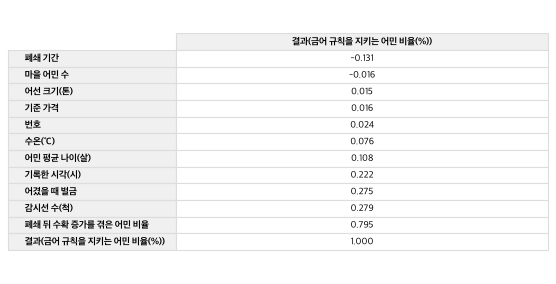 결과(금어 규칙을 지키는 어민 비율(%))
폐쇄 기간 -0.131
마을 어민 수 -0.016
어선 크기(톤) 0.015
기준 가격 0.016
번호 0.024
수온(℃) 0.076
어민 평균 나이(살) 0.108
기록한 시각(시) 0.222
어겼을 때 벌금 0.275
감시선 수(척) 0.279
폐쇄 뒤 수확 증가를 겪은 어민 비율 0.795
결과(금어 규칙을 지키는 어민 비율(%)) 1.000